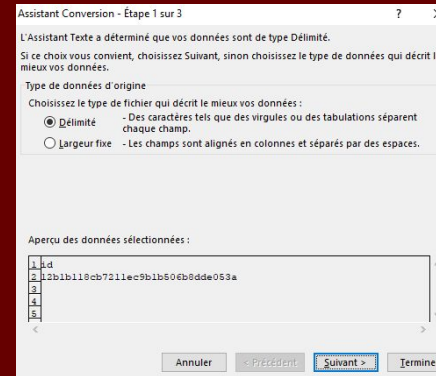 Assistant Conversion - Étape 1 sur 3 ?
L'Assistant Texte a déterminé que vos données sont de type Délimité.
Si ce choix vous convient, choisissez Suivant, sinon choisissez le type de données qui décrit l
mieux vos données.
Type de données d'origine
Choisissez le type de fichier qui décrit le mieux vos données :
Délimité - Des caractères tels que des virgules ou des tabulations séparent
chaque champ.
Largeur fixe - Les champs sont alignés en colonnes et séparés par des espaces.
Aperçu des données sélectionnées :
1 id
2 12b1b118cb7211ec9b1b506b8dde053a
3
4
5
Annuler < Précédent Suivant > Termine